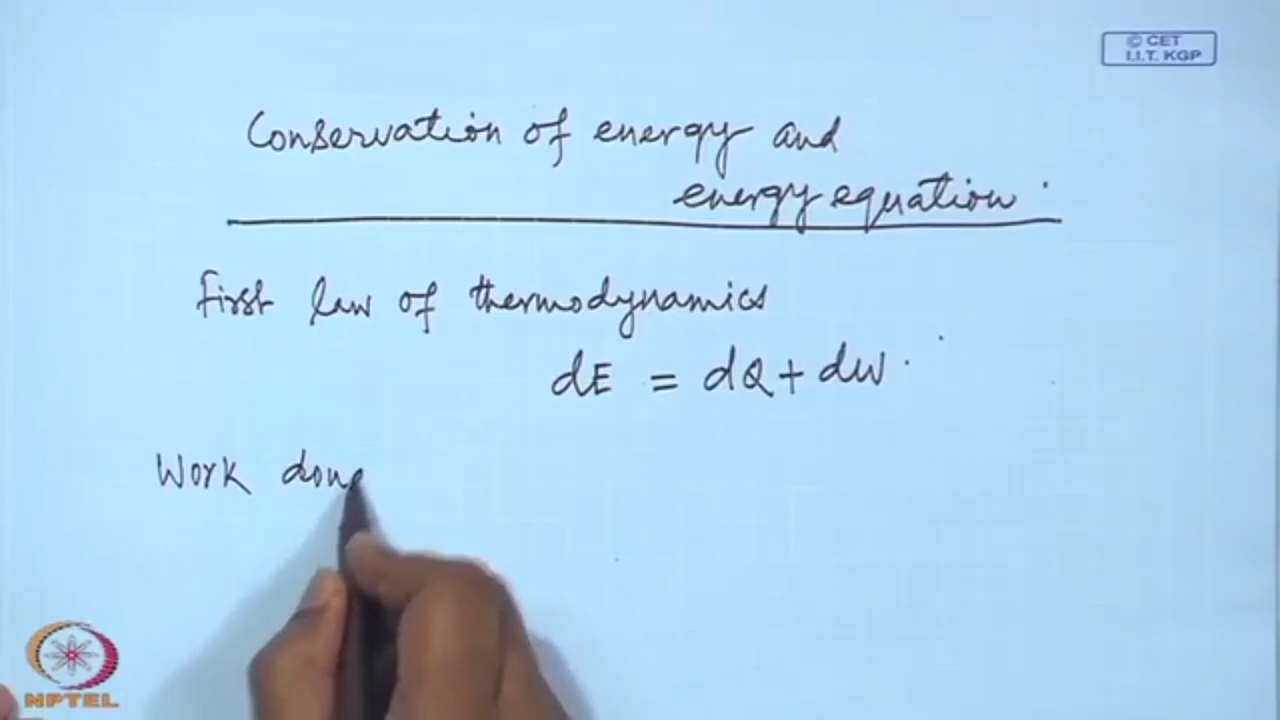 © CET
I.I.T. KGP
Conservation of energy and
energy equation.
First law of thermodynamics
dE = dQ + dW.
Work done
NPTEL